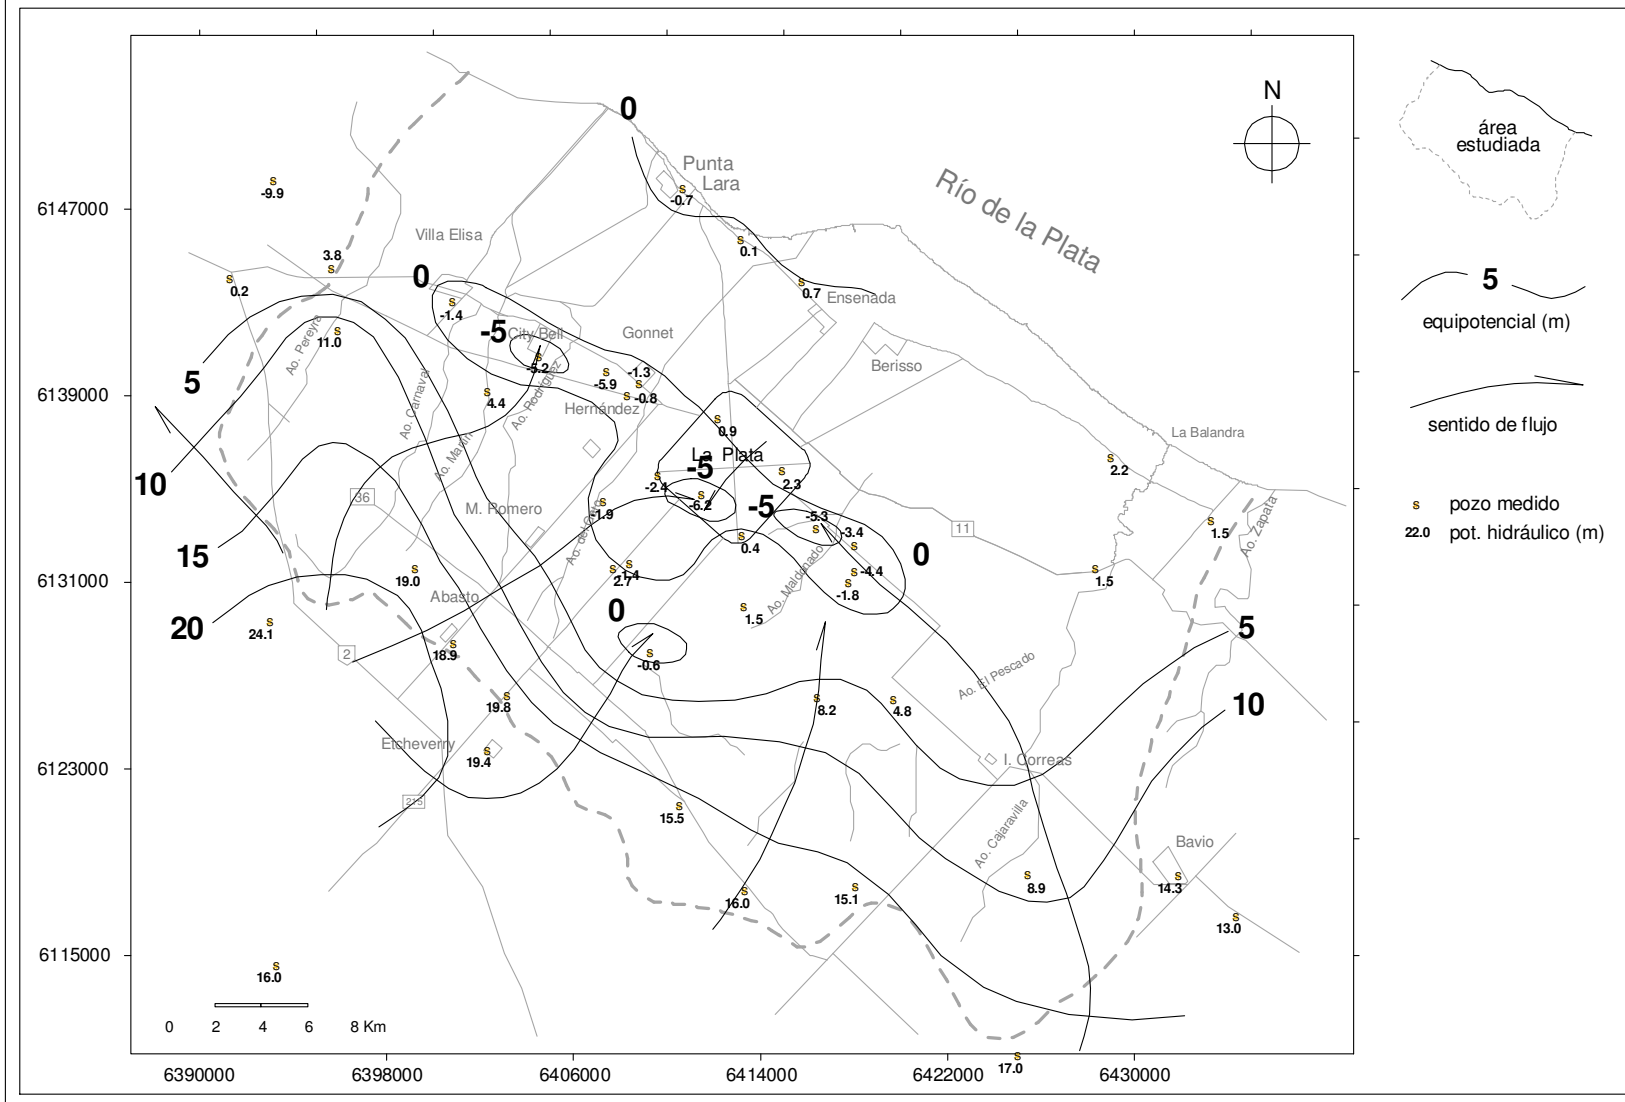 0
N
área
estudiada
Punta
Lara
-9.9
-0.7
6147000
Río de la Plata
Villa Elisa
3.8
0.1
0
0.2
0.7
Ensenada
5
equipotencial (m)
-1.4
-5
City Bell
Gonnet
11.0
Ao. Pereyra
-5.2
-1.3
Berisso
5
-5.9
6139000
4.4
-0.8
Ao. Carnaval
Ao. Rodríguez
Hernández
sentido de flujo
0.9
La Balandra
Ao. Martín
La Plata
-5
2.2
10
-2.4
2.3
36
-6.2
-5
s pozo medido
M. Romero
-1.9
-5.3
-3.4
11
1.5
22.0 pot. hidráulico (m)
Ao. Zapata
Ao. del Gato
0.4
15
0
-4.4
6131000
19.0
2.7
-1.4
Ao. Maldonado
-1.8
1.5
Abasto
0
1.5
20
24.1
5
2
18.9
-0.6
Ao. El Pescado
19.8
8.2
4.8
10
Etcheverry
19.4
I. Correas
6123000
215
15.5
Ao. Cajaravilla
Bavio
16.0
15.1
8.9
14.3
13.0
6115000
16.0
0 2 4 6 8 Km
17.0
6390000 6398000 6406000 6414000 6422000 6430000